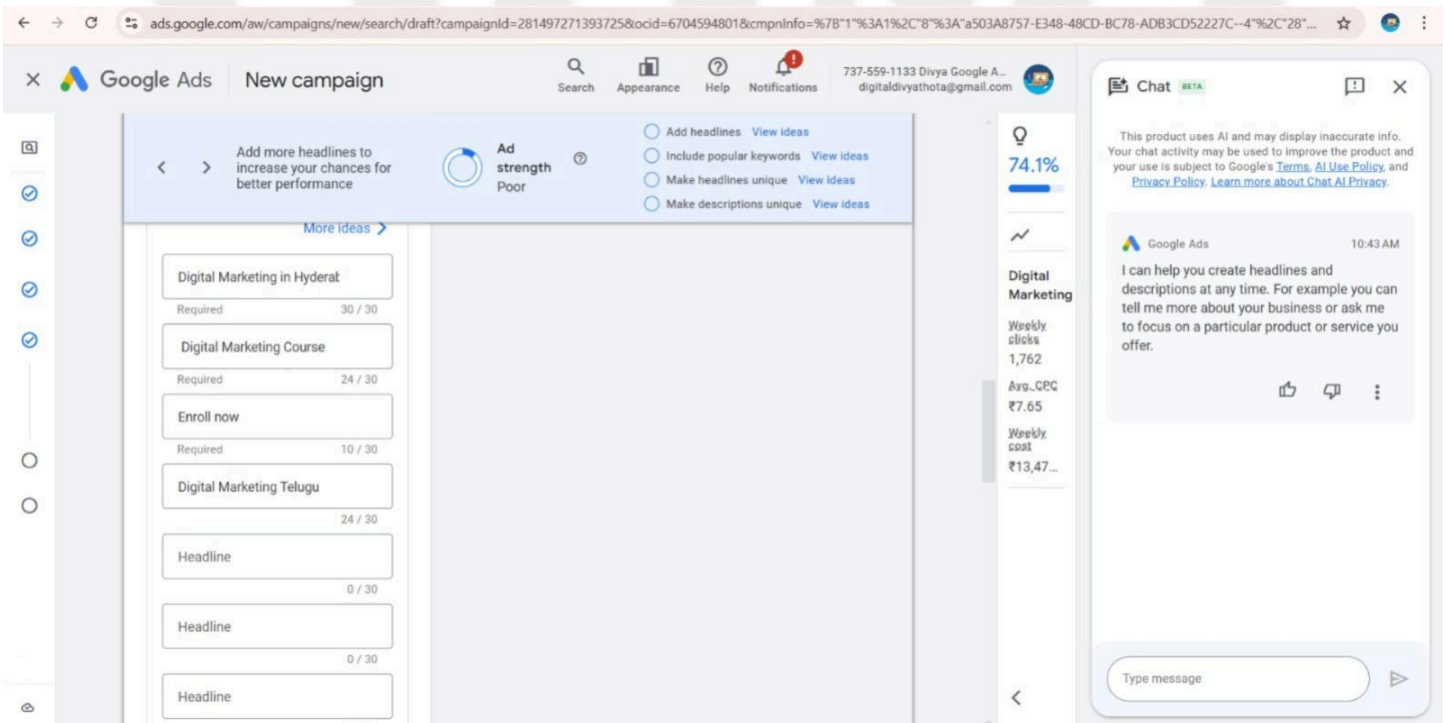 ads.google.com/aw/campaigns/new/search/draft?campaignId=281497271393725&ocid=6704594801&cmpnInfo=%7B"1"%3A1%2C"8"%3A"a503A8757-E348-48CD-BC78-ADB3CD52227C--4"%2C"28"...
Google Ads
New campaign
Search
Appearance
Help
Notifications
737-559-1133 Divya Google A...
digitaldivyathota@gmail.com
Add more headlines to
increase your chances for
better performance
Ad
strength
Poor
Add headlines View ideas
Include popular keywords View ideas
Make headlines unique View ideas
Make descriptions unique View ideas
More ideas
Digital Marketing in Hyderab
Required 30 / 30
Digital Marketing Course
Required 24 / 30
Enroll now
Required 10 / 30
Digital Marketing Telugu
24 / 30
Headline
0 / 30
Headline
0 / 30
Headline
74.1%
Digital
Marketing
Weekly
clicks
1,762
Avg. CPC
₹7.65
Weekly
cost
₹13,47...
Chat BETA
This product uses AI and may display inaccurate info.
Your chat activity may be used to improve the product and
your use is subject to Google's Terms, AI Use Policy, and
Privacy Policy. Learn more about Chat AI Privacy.
Google Ads 10:43 AM
I can help you create headlines and
descriptions at any time. For example you can
tell me more about your business or ask me
to focus on a particular product or service you
offer.
Type message